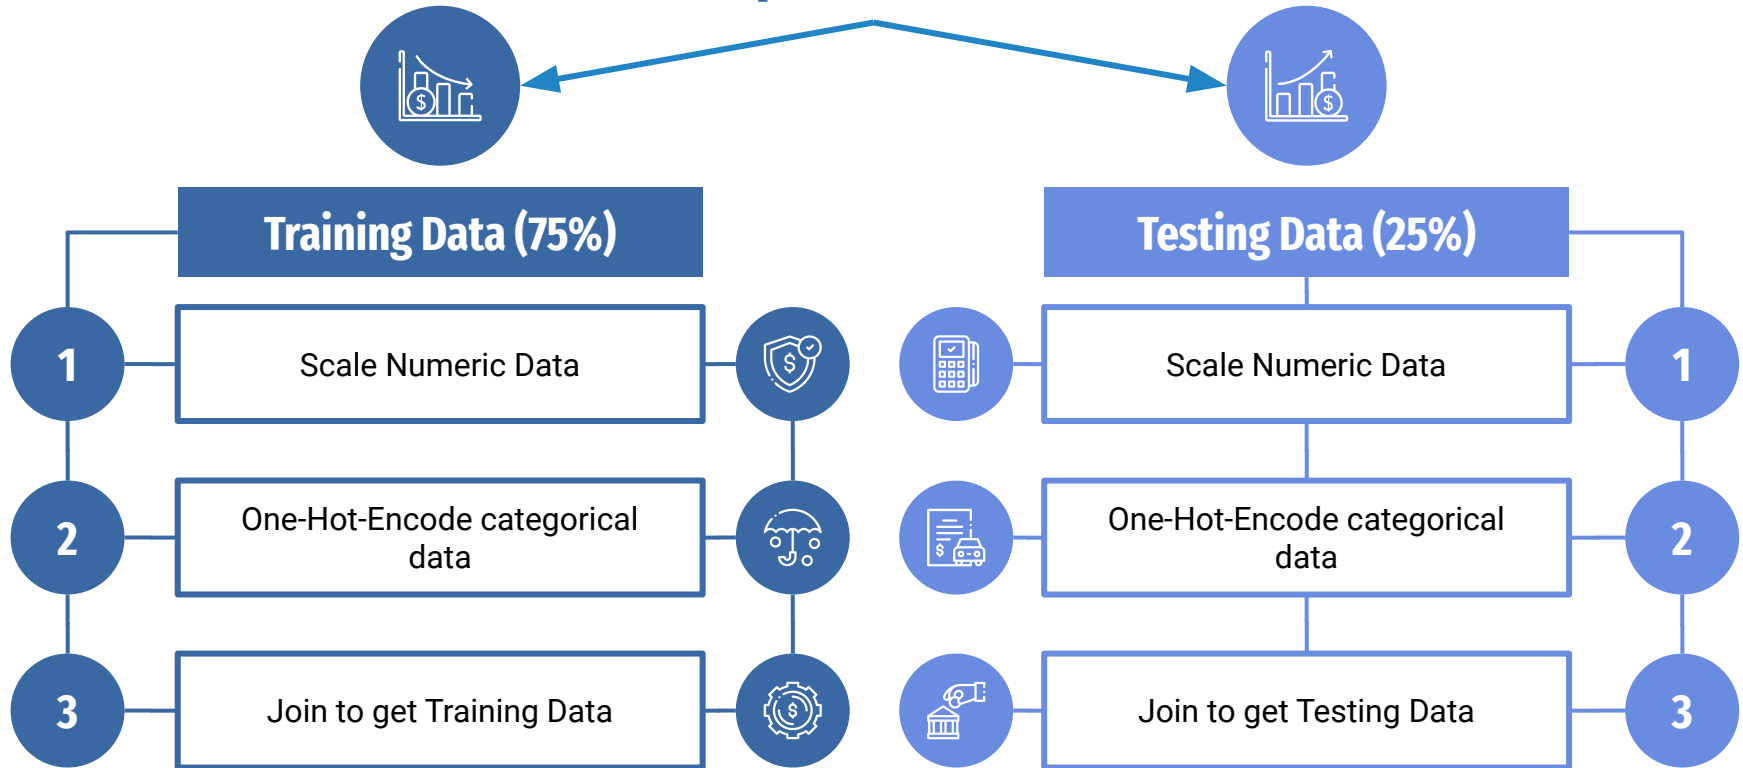 Training Data (75%)
1
Scale Numeric Data
2
One-Hot-Encode categorical
data
3
Join to get Training Data
Testing Data (25%)
Scale Numeric Data
1
One-Hot-Encode categorical
data
2
Join to get Testing Data
3